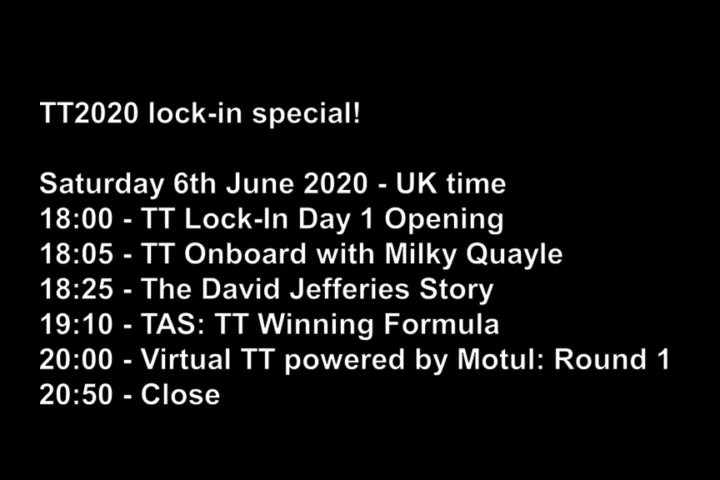 TT2020 lock-in special!
Saturday 6th June 2020 - UK time
18:00 - TT Lock-In Day 1 Opening
18:05 - TT Onboard with Milky Quayle
18:25 - The David Jefferies Story
19:10 - TAS: TT Winning Formula
20:00 - Virtual TT powered by Motul: Round 1
20:50 - Close